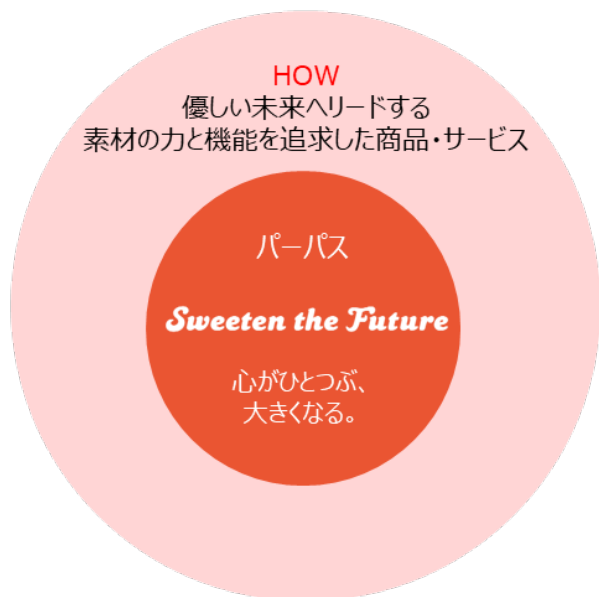 HOW
優しい未来へリードする
素材の力と機能を追求した商品・サービス
パーパス
Sweeten the Future
心がひとつぶ、
大きくなる。